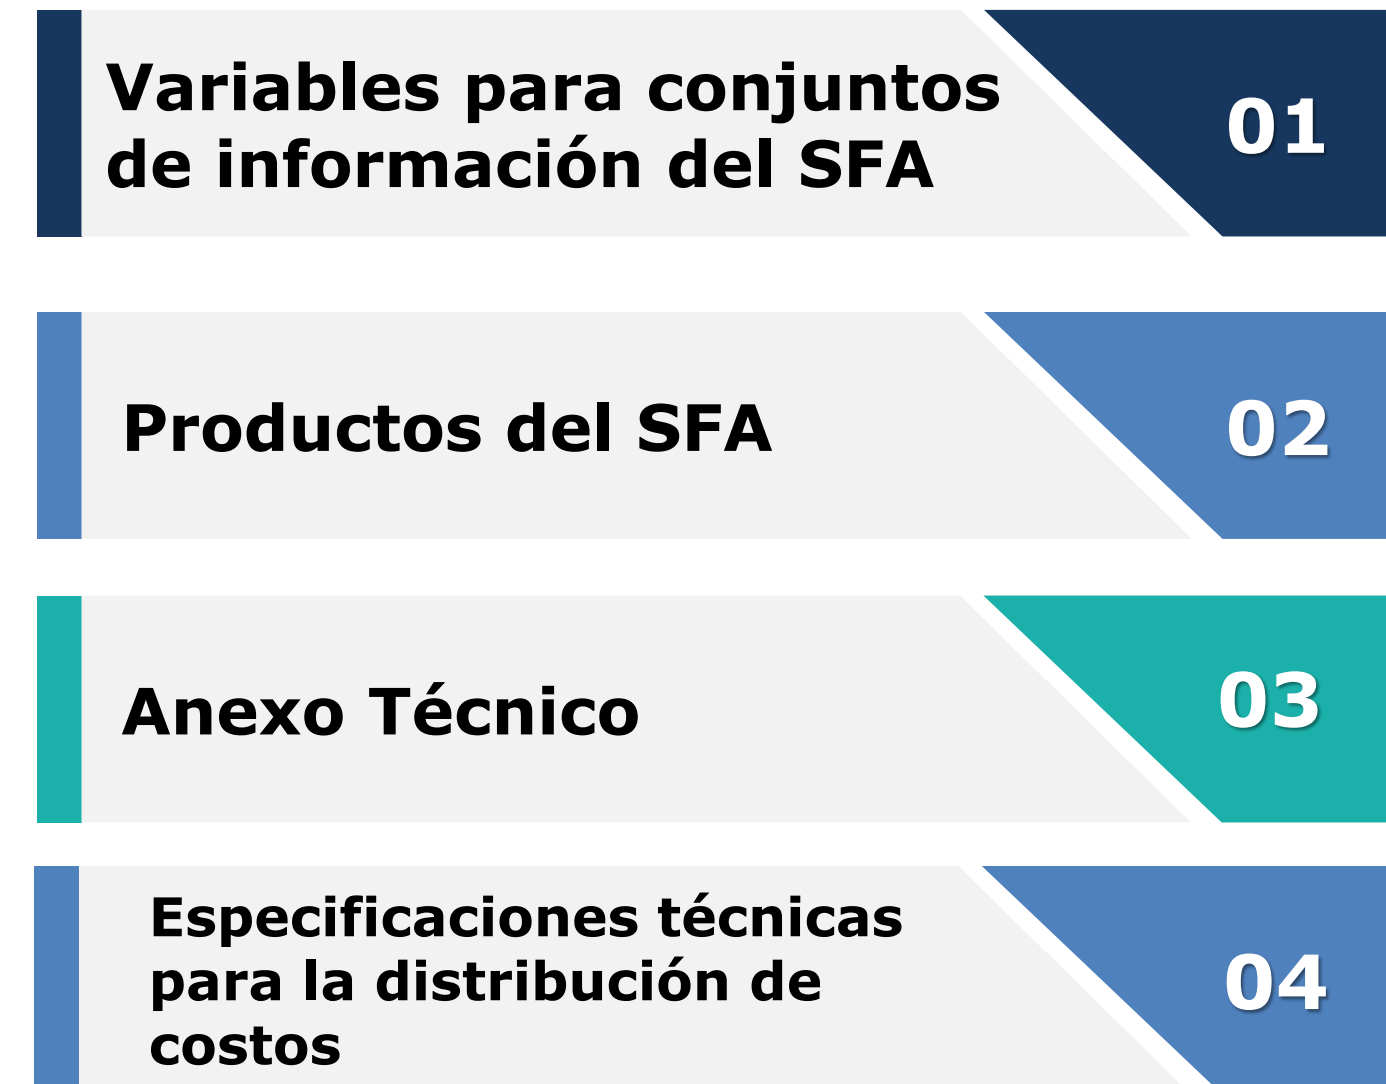 Variables para conjuntos
de información del SFA
01
Productos del SFA
02
Anexo Técnico
03
Especificaciones técnicas
para la distribución de
costos
04